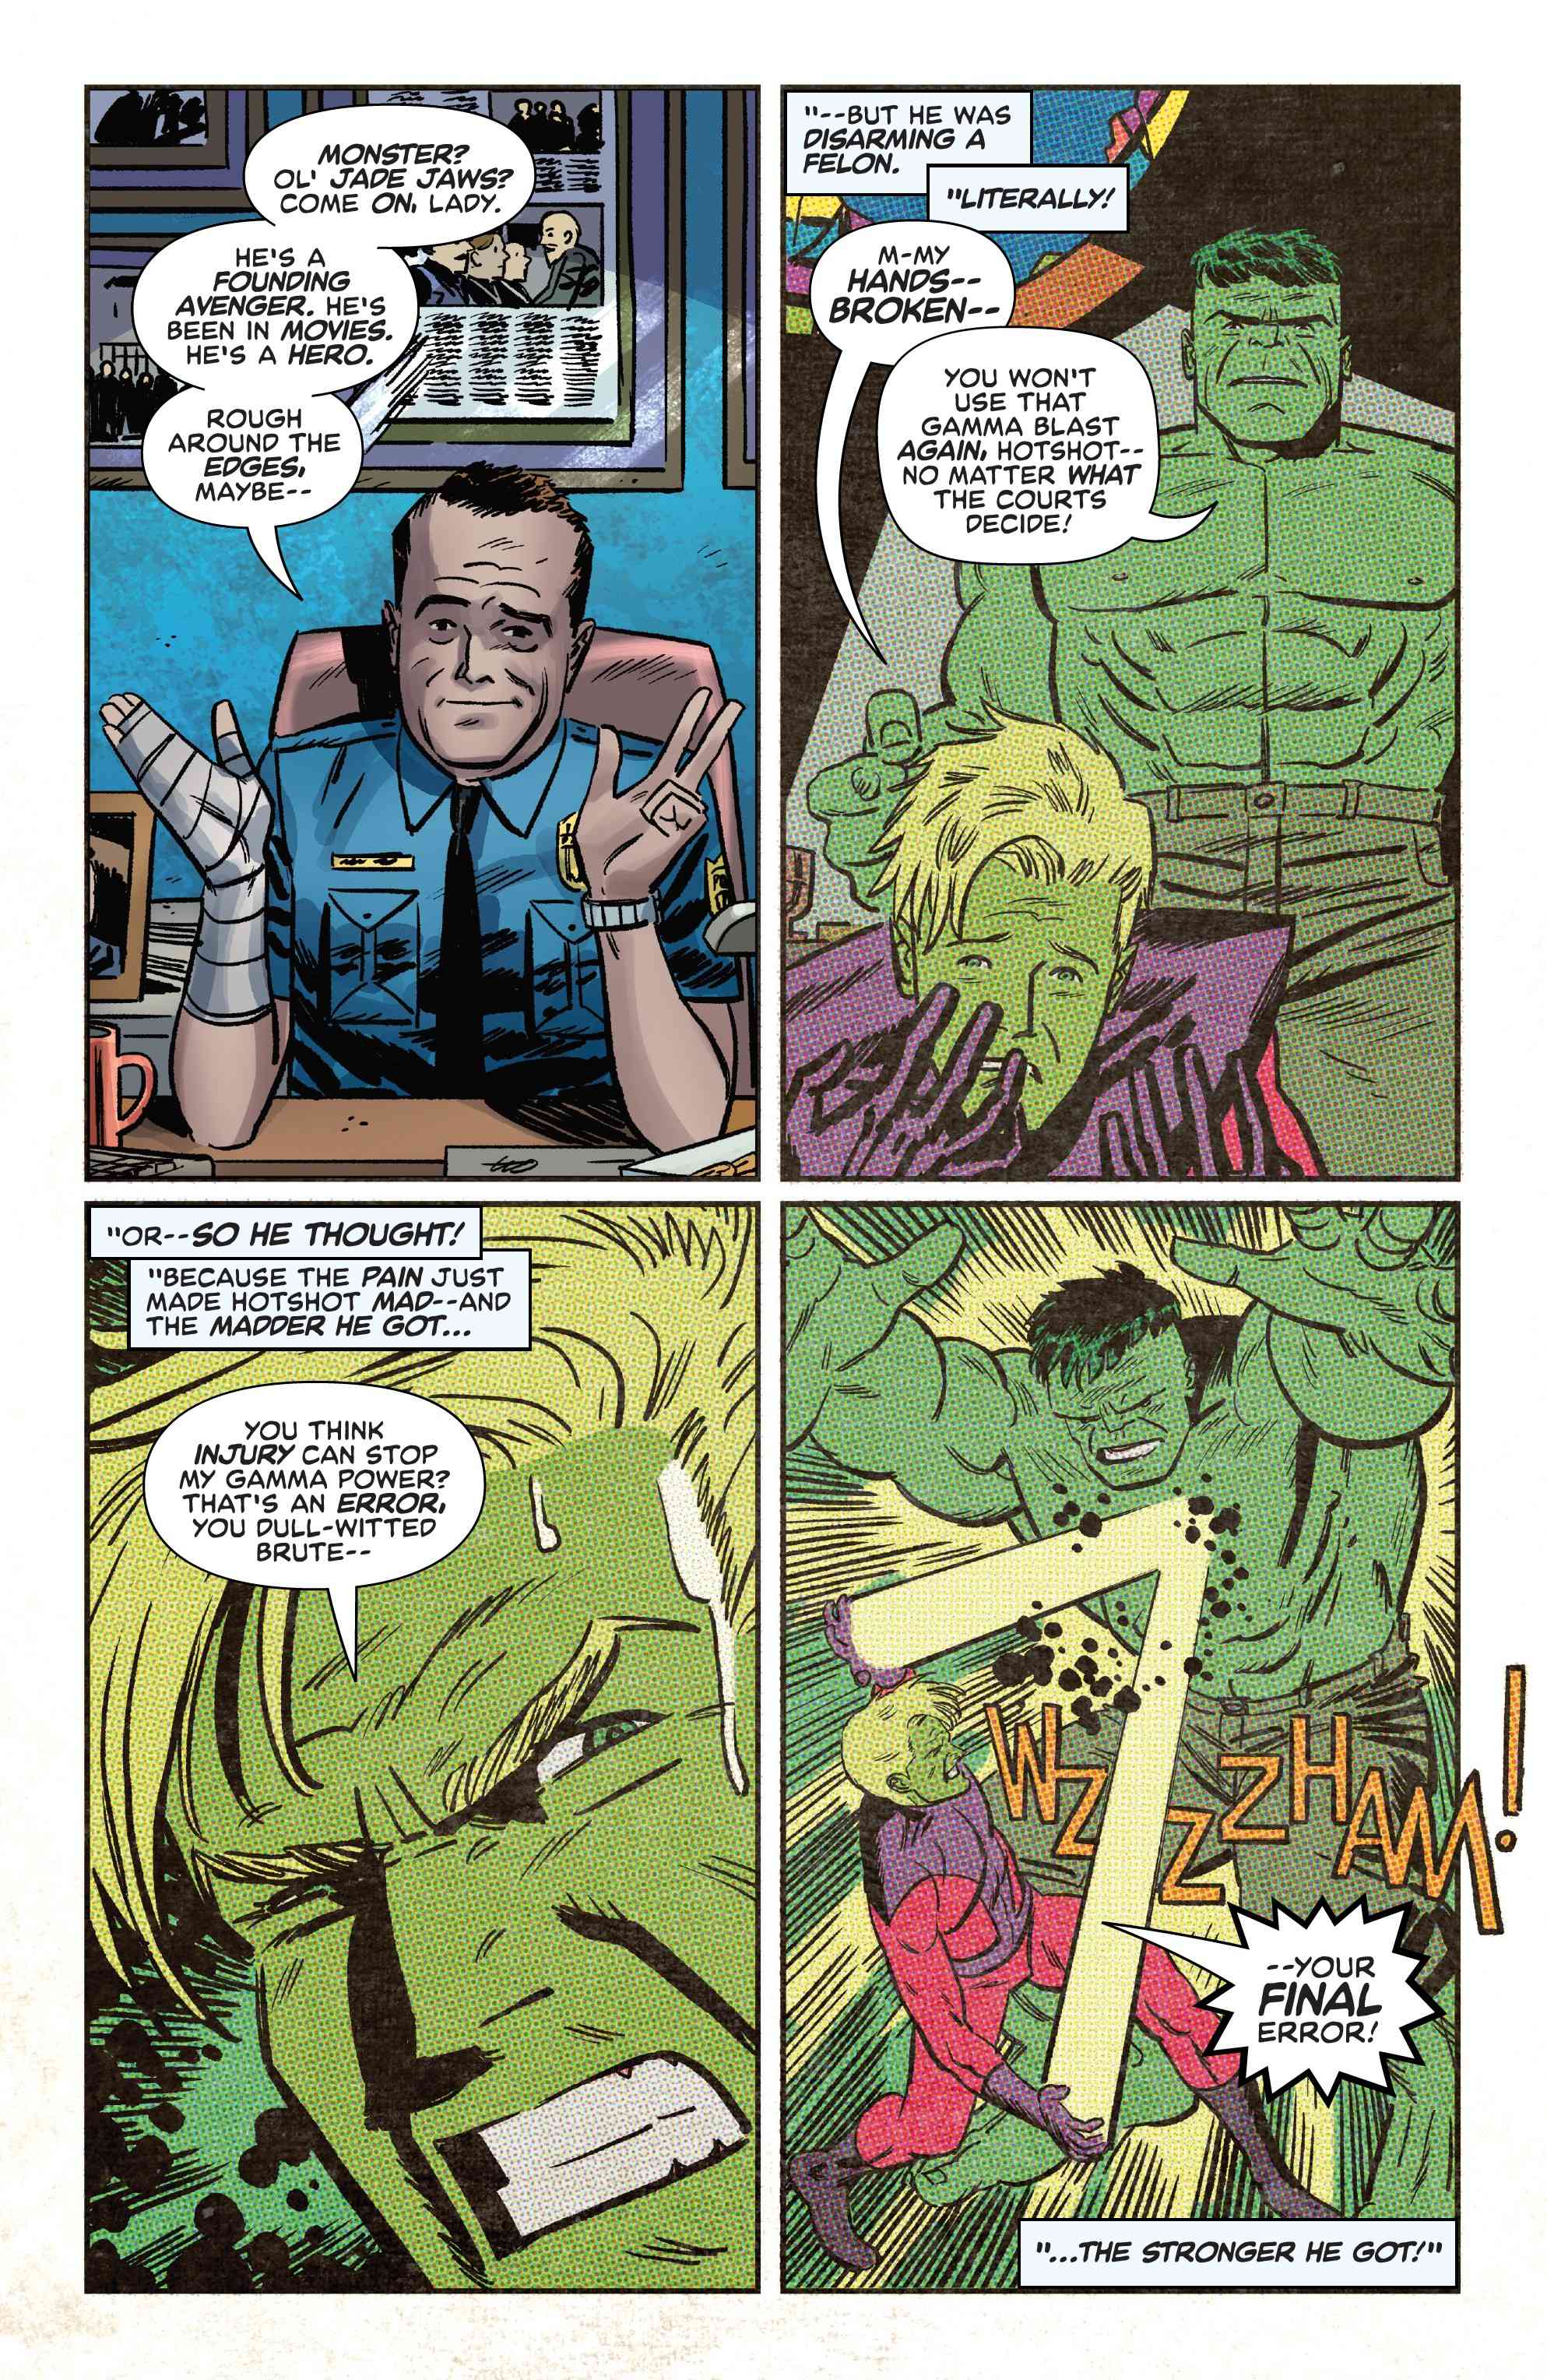 MONSTER?
OL' JADE JAWS?
COME ON, LADY.
HE'S A
FOUNDING
AVENGER. HE'S
BEEN IN MOVIES.
HE'S A HERO.
ROUGH
AROUND THE
EDGES,
MAYBE--
"--BUT HE WAS
DISARMING A
FELON.
"LITERALLY!
M-MY
HANDS--
BROKEN--
YOU WON'T
USE THAT
GAMMA BLAST
AGAIN, HOTSHOT--
NO MATTER WHAT
THE COURTS
DECIDE!
"OR--SO HE THOUGHT!
"BECAUSE THE PAIN JUST
MADE HOTSHOT MAD--AND
THE MADDER HE GOT...
YOU THINK
INJURY CAN STOP
MY GAMMA POWER?
THAT'S AN ERROR,
YOU DULL-WITTED
BRUTE--
WZZZHAM!
--YOUR
FINAL
ERROR!
"...THE STRONGER HE GOT!"